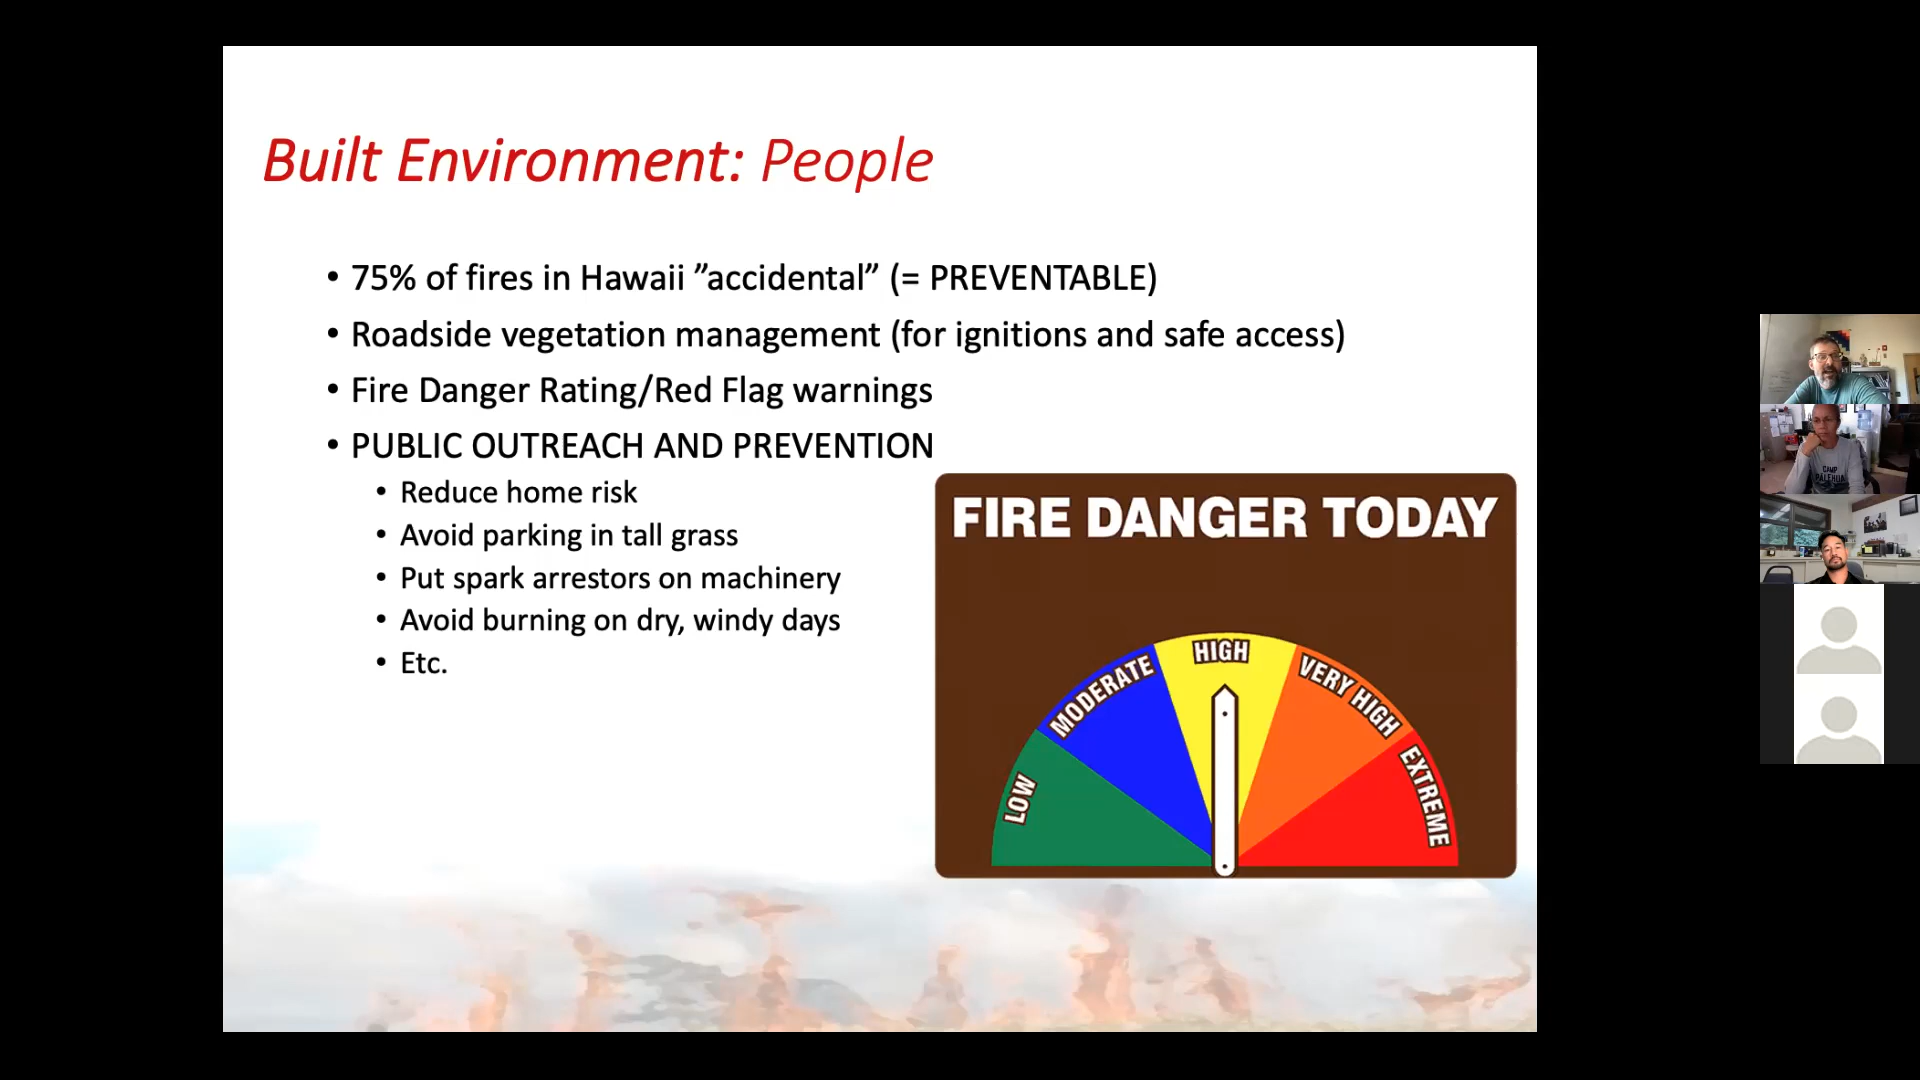 Built Environment: People
• 75% of fires in Hawaii ”accidental” (= PREVENTABLE)
• Roadside vegetation management (for ignitions and safe access)
• Fire Danger Rating/Red Flag warnings
• PUBLIC OUTREACH AND PREVENTION
• Reduce home risk
• Avoid parking in tall grass
• Put spark arrestors on machinery
• Avoid burning on dry, windy days
• Etc.
FIRE DANGER TODAY
LOW
MODERATE
HIGH
VERY HIGH
EXTREME
CAMP
PALEHUA